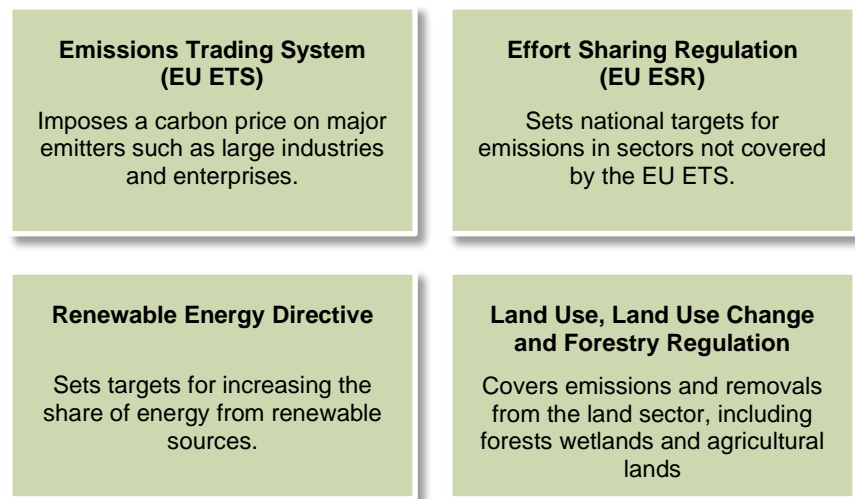 Emissions Trading System
(EU ETS)
Imposes a carbon price on major
emitters such as large industries
and enterprises.
Effort Sharing Regulation
(EU ESR)
Sets national targets for
emissions in sectors not covered
by the EU ETS.
Renewable Energy Directive
Sets targets for increasing the
share of energy from renewable
sources.
Land Use, Land Use Change
and Forestry Regulation
Covers emissions and removals
from the land sector, including
forests wetlands and agricultural
lands